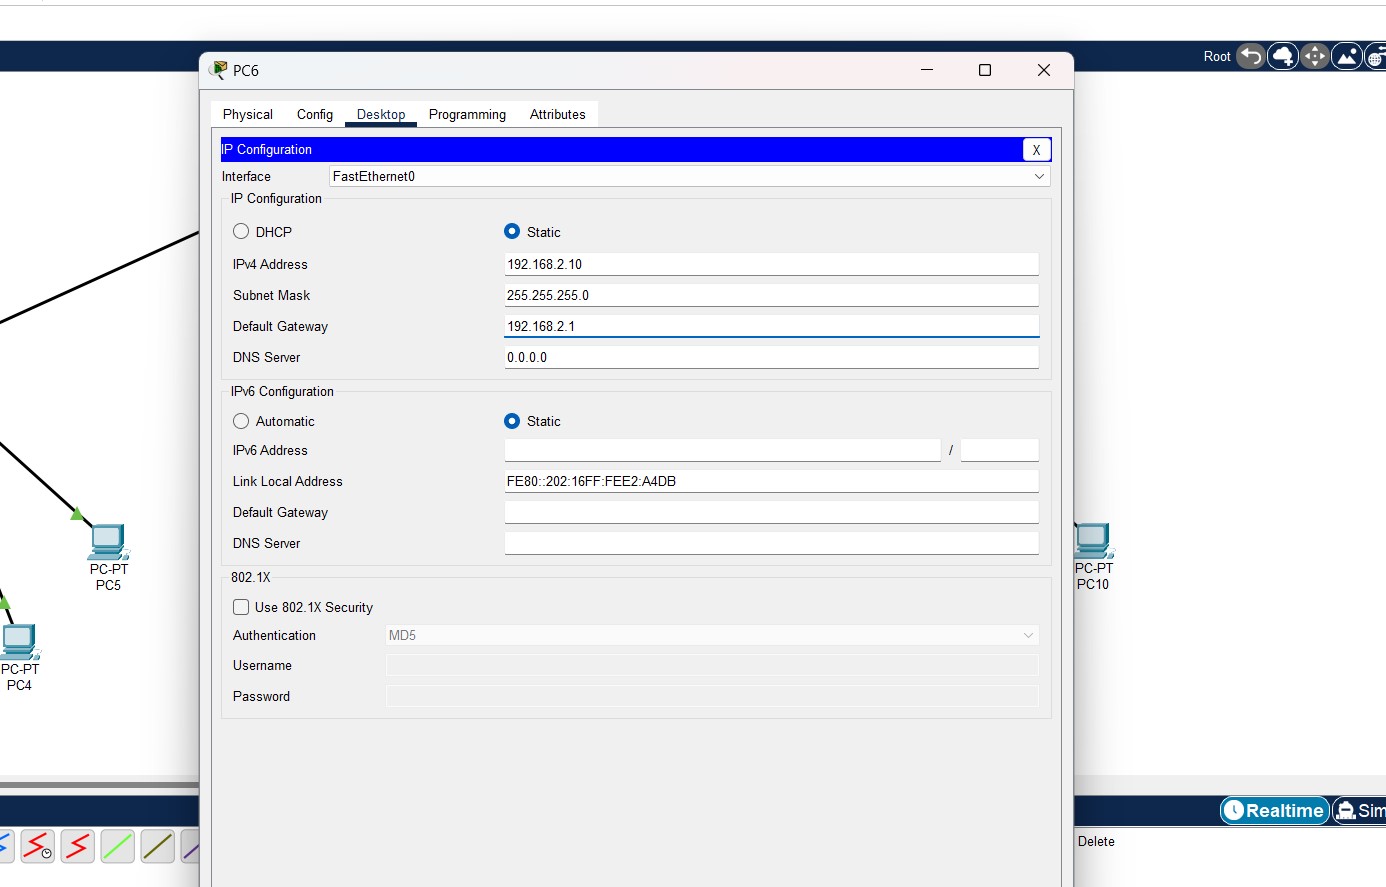 Root
PC6
Physical Config Desktop Programming Attributes
IP Configuration X
Interface FastEthernet0
IP Configuration
DHCP Static
IPv4 Address 192.168.2.10
Subnet Mask 255.255.255.0
Default Gateway 192.168.2.1
DNS Server 0.0.0.0
IPv6 Configuration
Automatic Static
IPv6 Address /
Link Local Address FE80::202:16FF:FEE2:A4DB
Default Gateway
DNS Server
802.1X
Use 802.1X Security
Authentication MD5
Username
Password
PC-PT
PC5
PC-PT
PC4
PC-PT
PC10
Realtime Sim
Delete